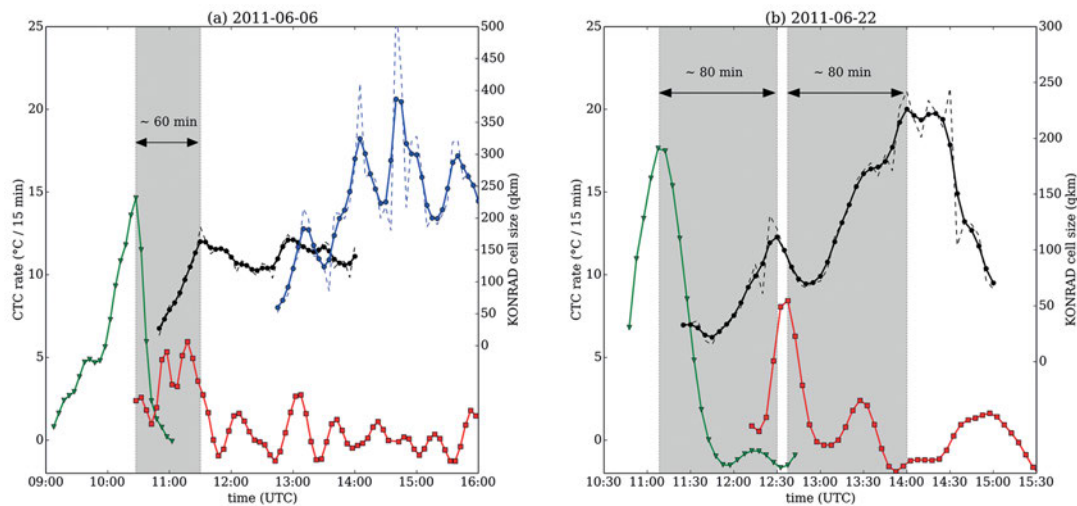 (a) 2011-06-06
25
20
15
10
5
0
CTC rate (°C / 15 min)
~ 60 min
500
450
400
350
300
250
200
150
100
50
0
KONRAD cell size (qkm)
09:00 10:00 11:00 12:00 13:00 14:00 15:00 16:00
time (UTC)
(b) 2011-06-22
25
20
15
10
5
0
CTC rate (°C / 15 min)
~ 80 min
~ 80 min
300
250
200
150
100
50
0
KONRAD cell size (qkm)
10:30 11:00 11:30 12:00 12:30 13:00 13:30 14:00 14:30 15:00 15:30
time (UTC)